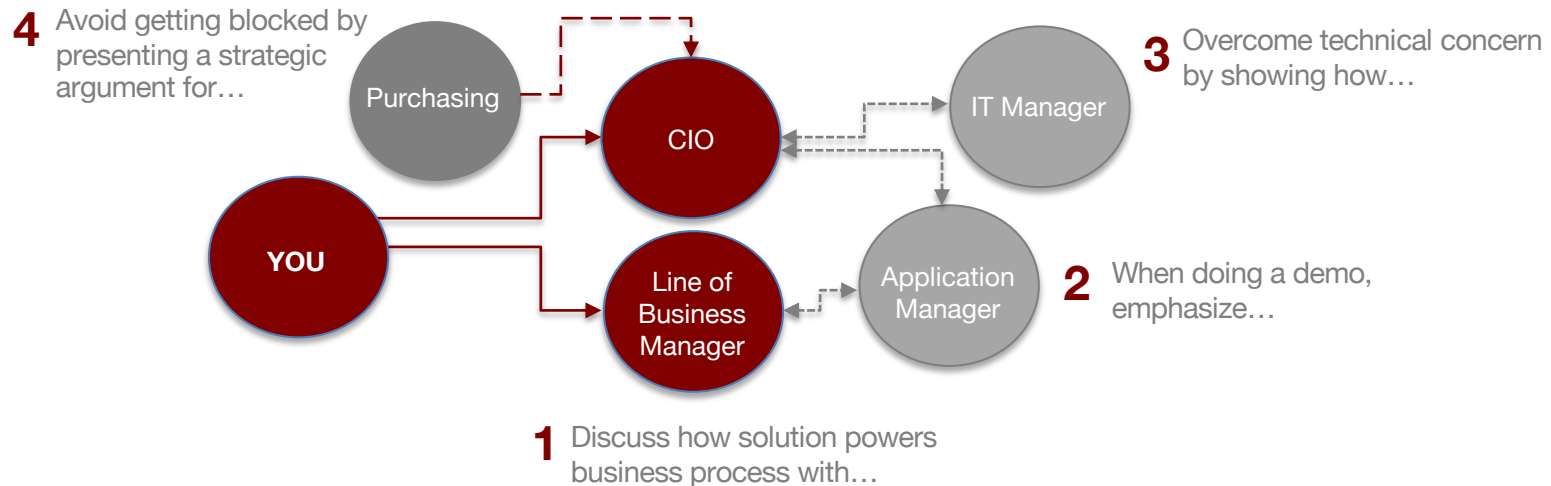 4 Avoid getting blocked by
presenting a strategic
argument for…
Purchasing
CIO
IT Manager
3 Overcome technical concern
by showing how…
YOU
Line of
Business
Manager
Application
Manager
2 When doing a demo,
emphasize…
1 Discuss how solution powers
business process with…